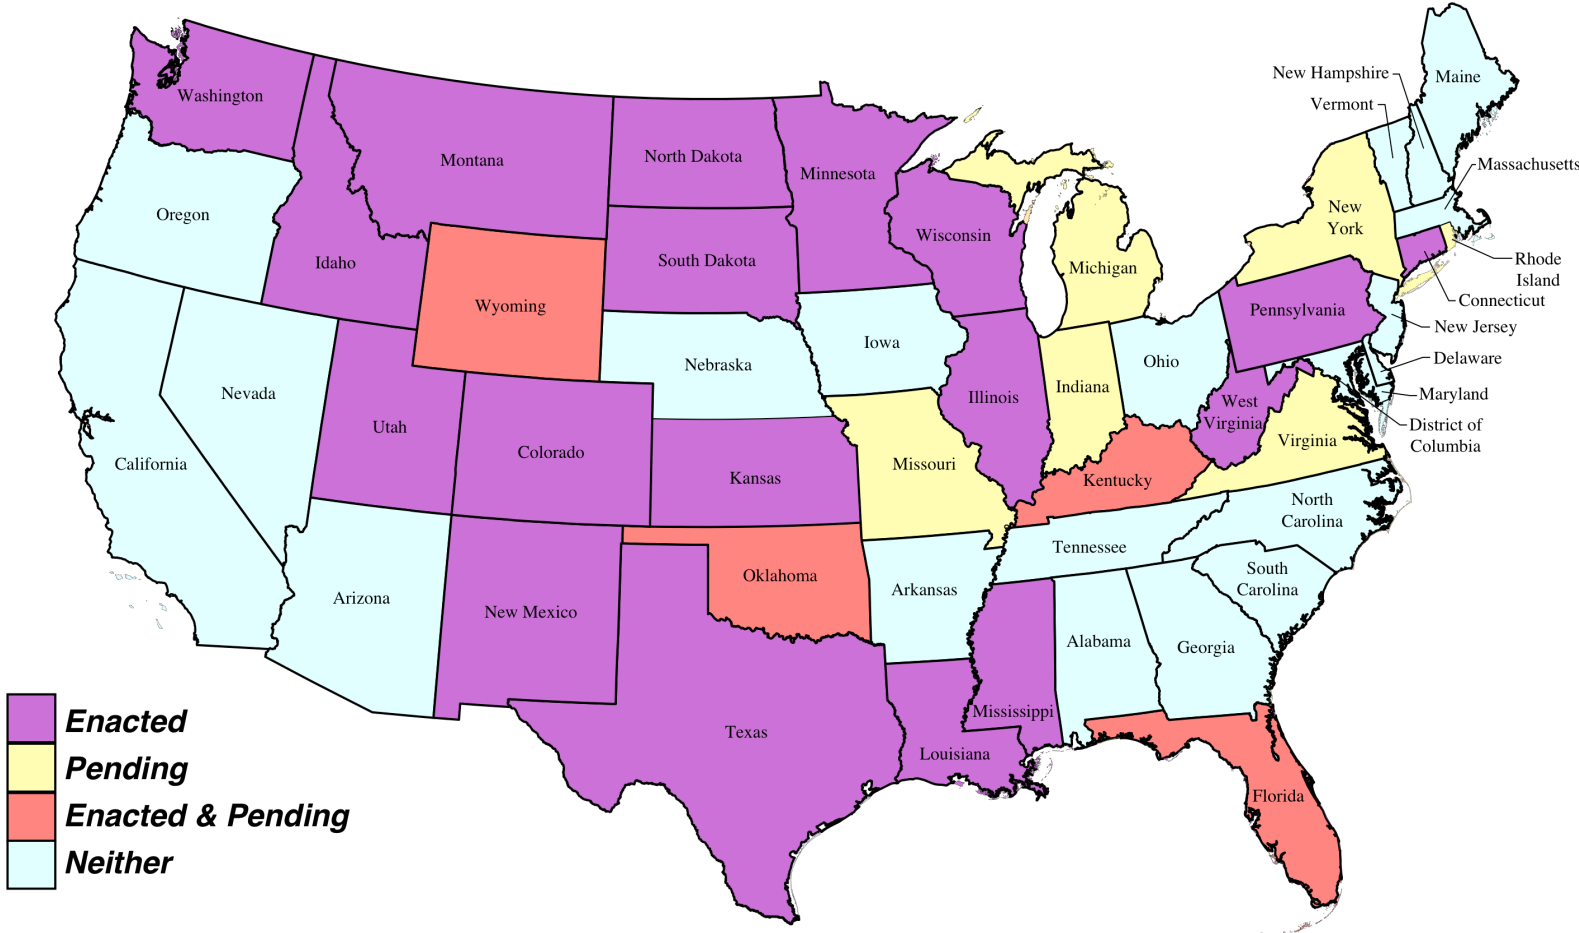 Washington
Montana
North Dakota
Minnesota
Maine
New Hampshire
Vermont
Massachusetts
Oregon
Idaho
Wyoming
South Dakota
Wisconsin
Michigan
New
York
Rhode
Island
Connecticut
New Jersey
Delaware
Maryland
District of
Columbia
Pennsylvania
Iowa
Nebraska
Nevada
Utah
Colorado
California
Kansas
Missouri
Illinois
Indiana
Ohio
West
Virginia
Virginia
Kentucky
North
Carolina
Tennessee
South
Carolina
Oklahoma
Arkansas
Arizona
New Mexico
Texas
Louisiana
Mississippi
Alabama
Georgia
Florida
Enacted
Pending
Enacted & Pending
Neither